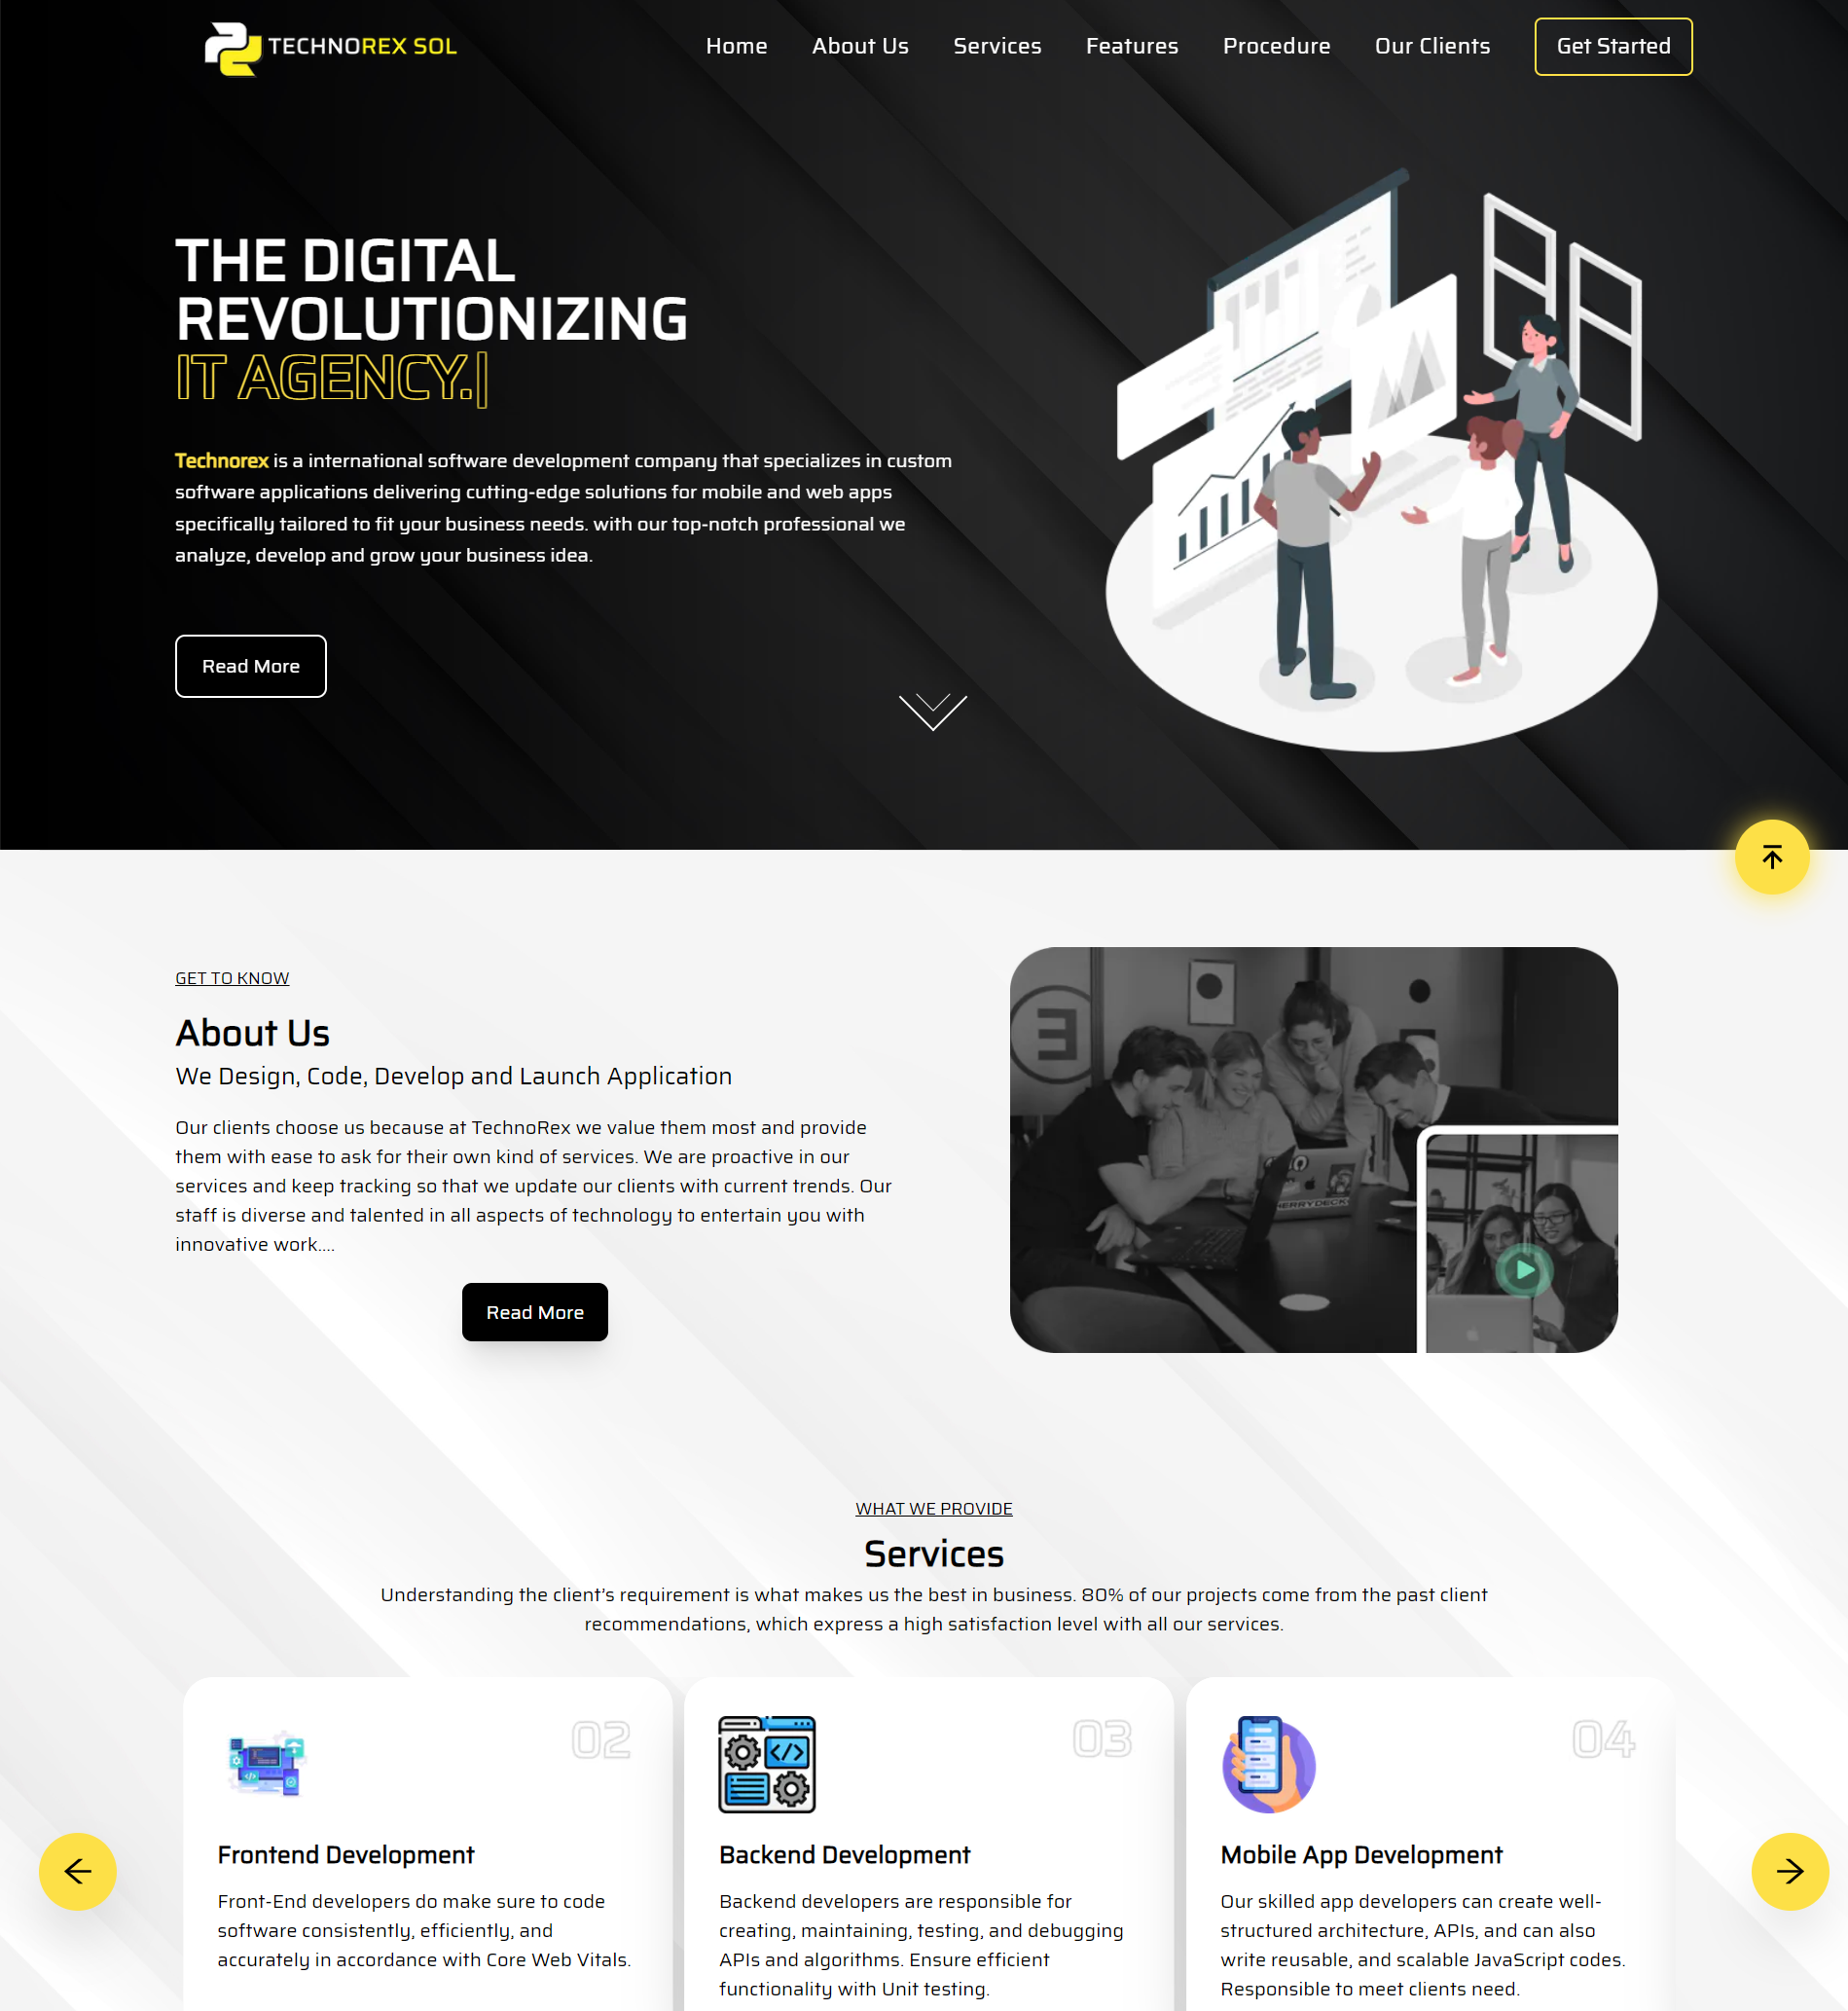 TECHNOREX SOL
Home
About Us
Services
Features
Procedure
Our Clients
Get Started
THE DIGITAL
REVOLUTIONIZING
IT AGENCY.|
Technorex is a international software development company that specializes in custom
software applications delivering cutting-edge solutions for mobile and web apps
specifically tailored to fit your business needs. with our top-notch professional we
analyze, develop and grow your business idea.
Read More
GET TO KNOW
About Us
We Design, Code, Develop and Launch Application
Our clients choose us because at TechnoRex we value them most and provide
them with ease to ask for their own kind of services. We are proactive in our
services and keep tracking so that we update our clients with current trends. Our
staff is diverse and talented in all aspects of technology to entertain you with
innovative work....
Read More
WHAT WE PROVIDE
Services
Understanding the client's requirement is what makes us the best in business. 80% of our projects come from the past client
recommendations, which express a high satisfaction level with all our services.
02
Frontend Development
Front-End developers do make sure to code
software consistently, efficiently, and
accurately in accordance with Core Web Vitals.
03
Backend Development
Backend developers are responsible for
creating, maintaining, testing, and debugging
APIs and algorithms. Ensure efficient
functionality with Unit testing.
04
Mobile App Development
Our skilled app developers can create well-
structured architecture, APIs, and can also
write reusable, and scalable JavaScript codes.
Responsible to meet clients need.